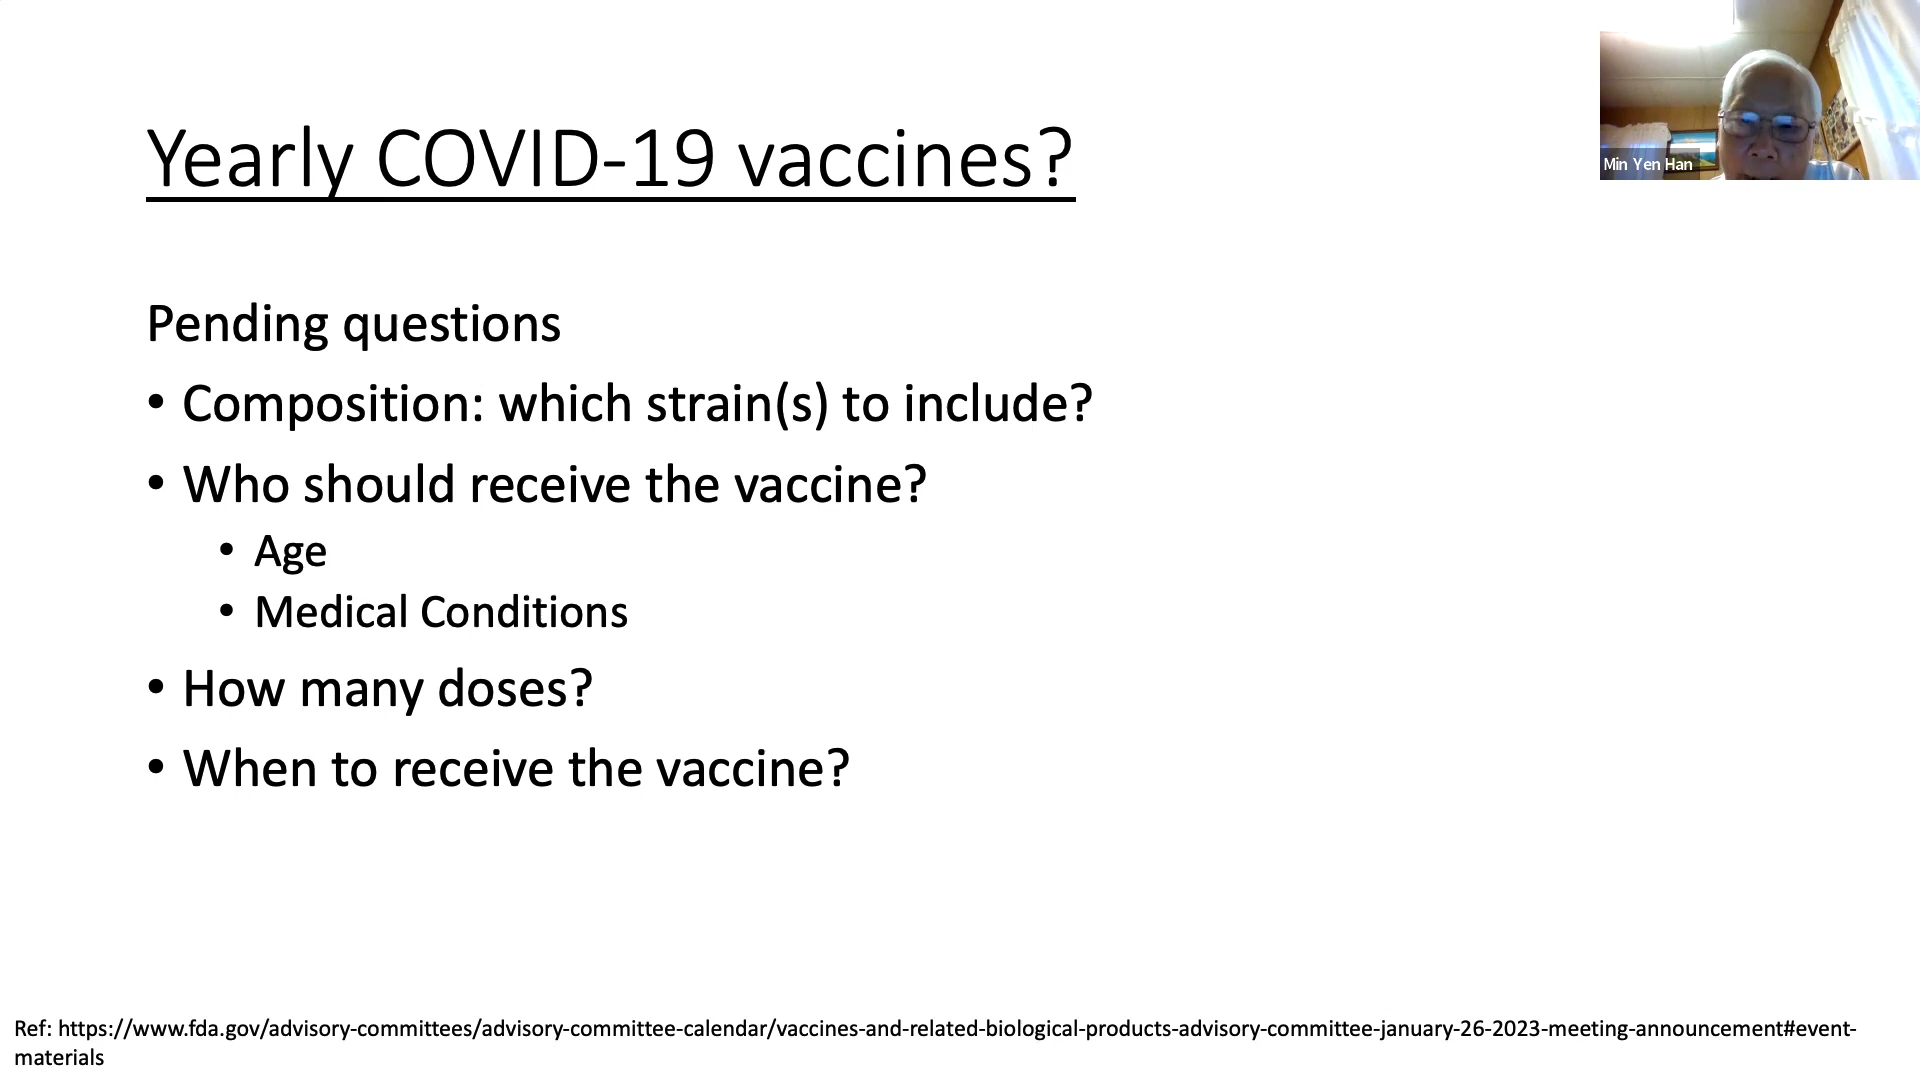 Yearly COVID-19 vaccines?
Min Yen Han
Pending questions
• Composition: which strain(s) to include?
• Who should receive the vaccine?
• Age
• Medical Conditions
• How many doses?
• When to receive the vaccine?
Ref: https://www.fda.gov/advisory-committees/advisory-committee-calendar/vaccines-and-related-biological-products-advisory-committee-january-26-2023-meeting-announcement#event-
materials